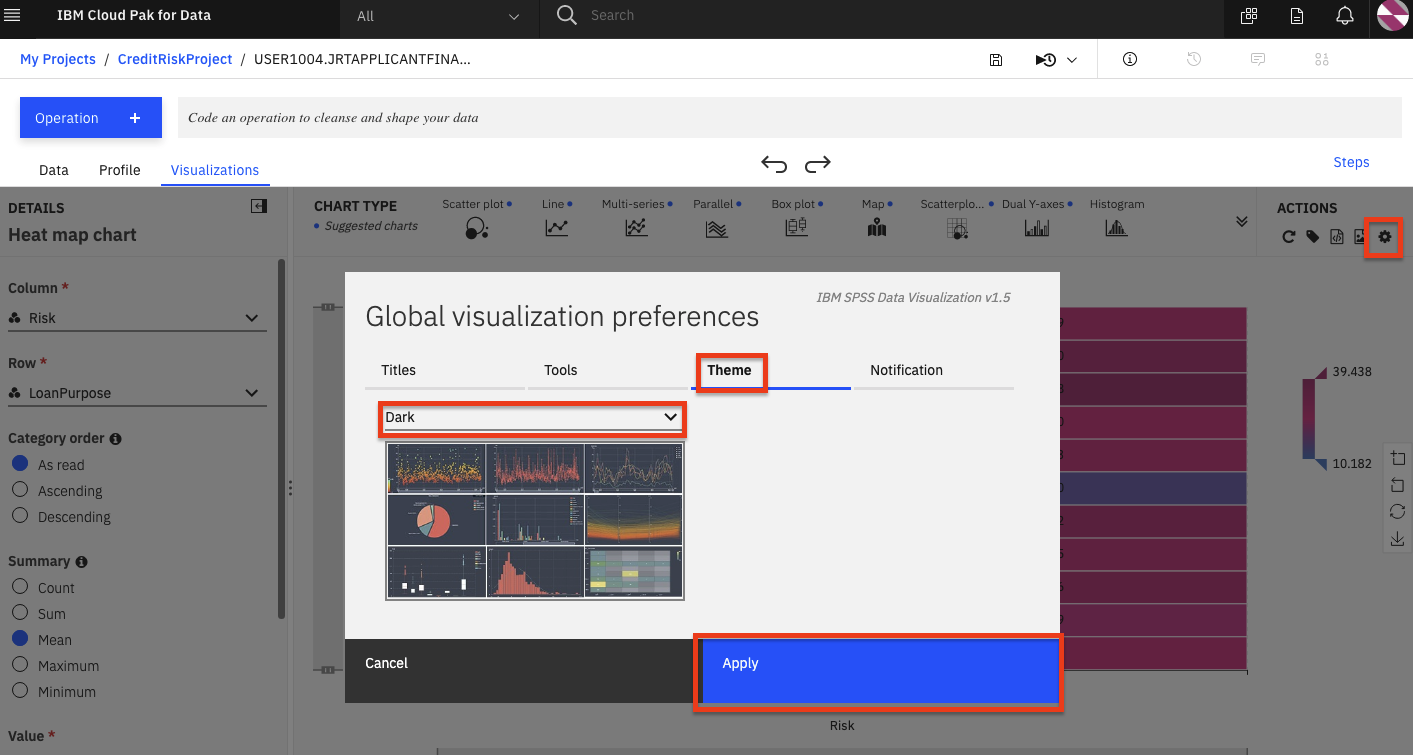 IBM Cloud Pak for Data
All
Search
My Projects / CreditRiskProject / USER1004.JRTAPPLICANTFINA...
Operation +
Code an operation to cleanse and shape your data
Data
Profile
Visualizations
Steps
DETAILS
Heat map chart
Column *
Risk
Row *
LoanPurpose
Category order
As read
Ascending
Descending
Summary
Count
Sum
Mean
Maximum
Minimum
Value *
CHART TYPE
Suggested charts
Scatter plot
Line
Multi-series
Parallel
Box plot
Map
Scatterplo...
Dual Y-axes
Histogram
ACTIONS
IBM SPSS Data Visualization v1.5
Global visualization preferences
Titles
Tools
Theme
Notification
Dark
Cancel
Apply
39.438
10.182
Risk